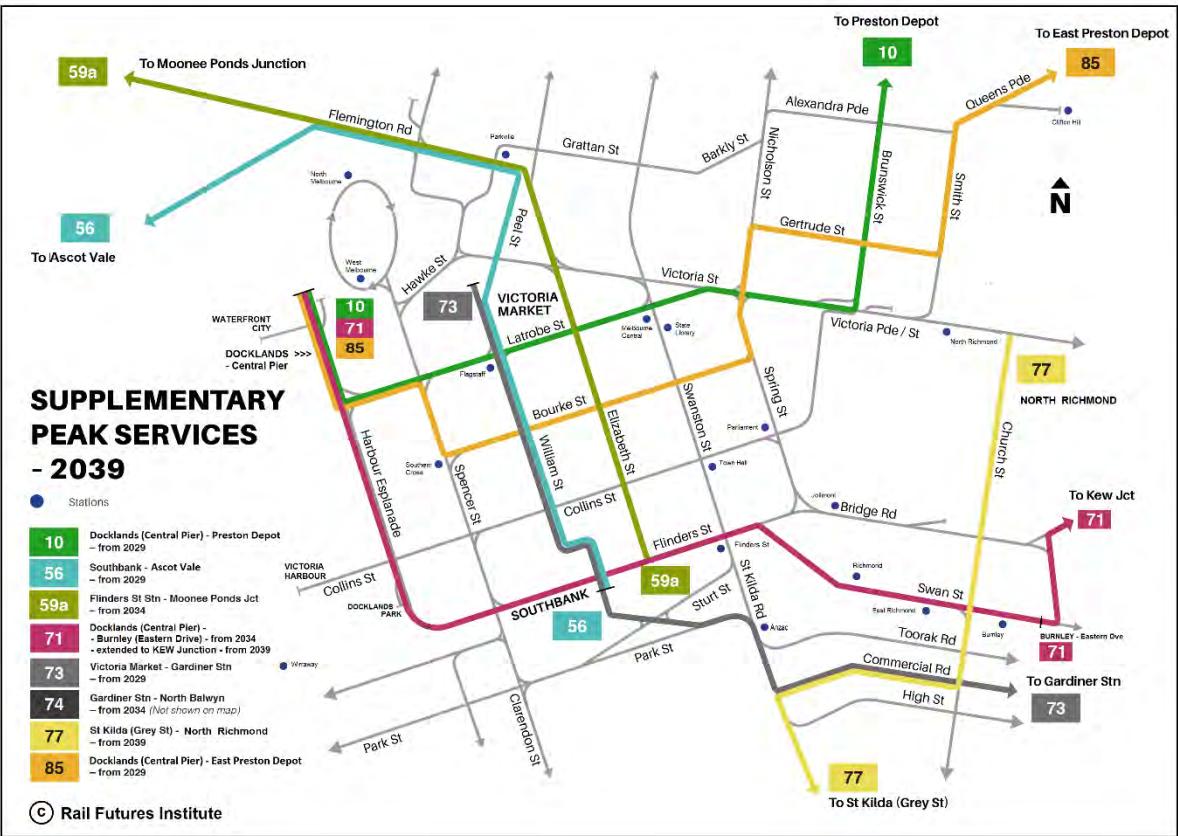 To Preston Depot
10
To East Preston Depot
85
59a
To Moonee Ponds Junction
Queens Pde
Alexandra Pde
Clifton Hill
Flemington Rd
Parkville
Grattan St
Barkly St
Nicholson St
Brunswick St
Smith St
N
North
Melbourne
56
To Ascot Vale
Peel St
Gertrude St
West
Melbourne
Hawke St
Victoria St
73
VICTORIA
MARKET
10
71
85
WATERFRONT
CITY
DOCKLANDS >>>
- Central Pier
Latrobe St
Melbourne
Central
State
Library
Victoria Pde / St
North Richmond
Flagstaff
77
NORTH RICHMOND
SUPPLEMENTARY
PEAK SERVICES
- 2039
Stations
Harbour Esplanade
Bourke St
Elizabeth St
Swanston St
Spring St
Church St
Southern
Cross
Spencer St
William St
Parliament
Town Hall
Collins St
Jolimont
Bridge Rd
To Kew Jct
71
Flinders St
Flinders St
VICTORIA
HARBOUR
Collins St
DOCKLANDS
PARK
SOUTHBANK
59a
56
Sturt St
St Kilda Rd
Richmond
Swan St
East Richmond
Burnley
BURNLEY - Eastern Dve
71
Anzac
Toorak Rd
Park St
Commercial Rd
To Gardiner Stn
73
High St
Wirraway
Clarendon St
Park St
77
To St Kilda (Grey St)
10 Docklands (Central Pier) - Preston Depot
– from 2029
56 Southbank - Ascot Vale
– from 2029
59a Flinders St Stn - Moonee Ponds Jct
– from 2034
71 Docklands (Central Pier) -
- Burnley (Eastern Drive) - from 2034
- extended to KEW Junction - from 2039
73 Victoria Market - Gardiner Stn
– from 2029
74 Gardiner Stn - North Balwyn
– from 2034 (Not shown on map)
77 St Kilda (Grey St) - North Richmond
– from 2039
85 Docklands (Central Pier) - East Preston Depot
– from 2029
© Rail Futures Institute